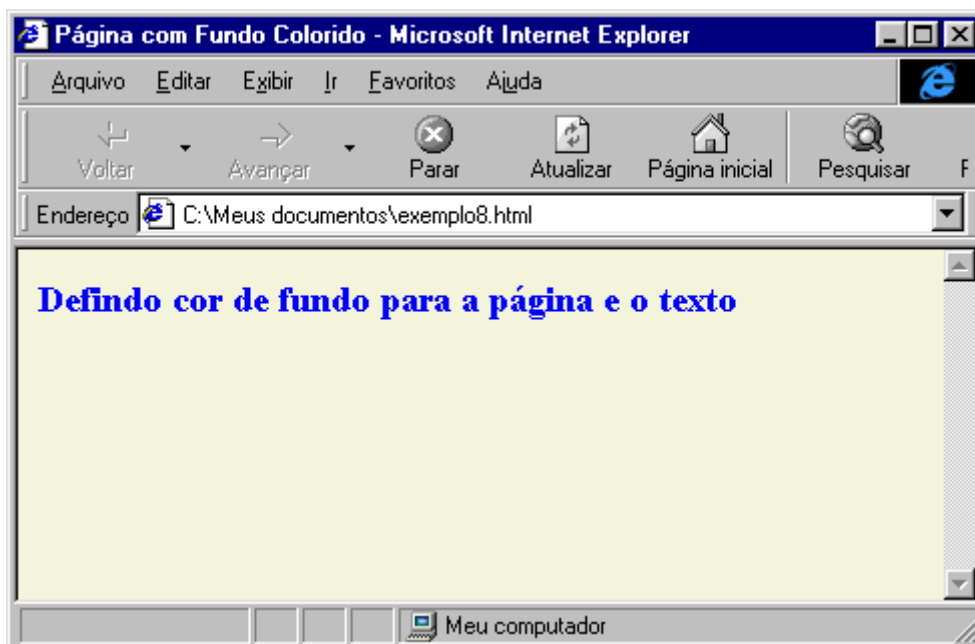 Página com Fundo Colorido - Microsoft Internet Explorer
Arquivo Editar Exibir Ir Favoritos Ajuda
Voltar Avançar Parar Atualizar Página inicial Pesquisar F
Endereço C:\Meus documentos\exemplo8.html
Defindo cor de fundo para a página e o texto
Meu computador